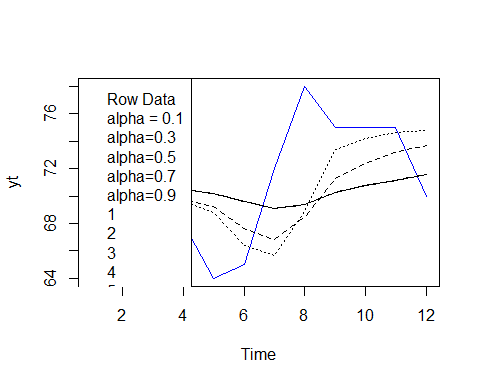 Row Data
alpha = 0.1
alpha=0.3
alpha=0.5
alpha=0.7
alpha=0.9
1
2
3
4
76
72
68
64
yt
2 4 6 8 10 12
Time